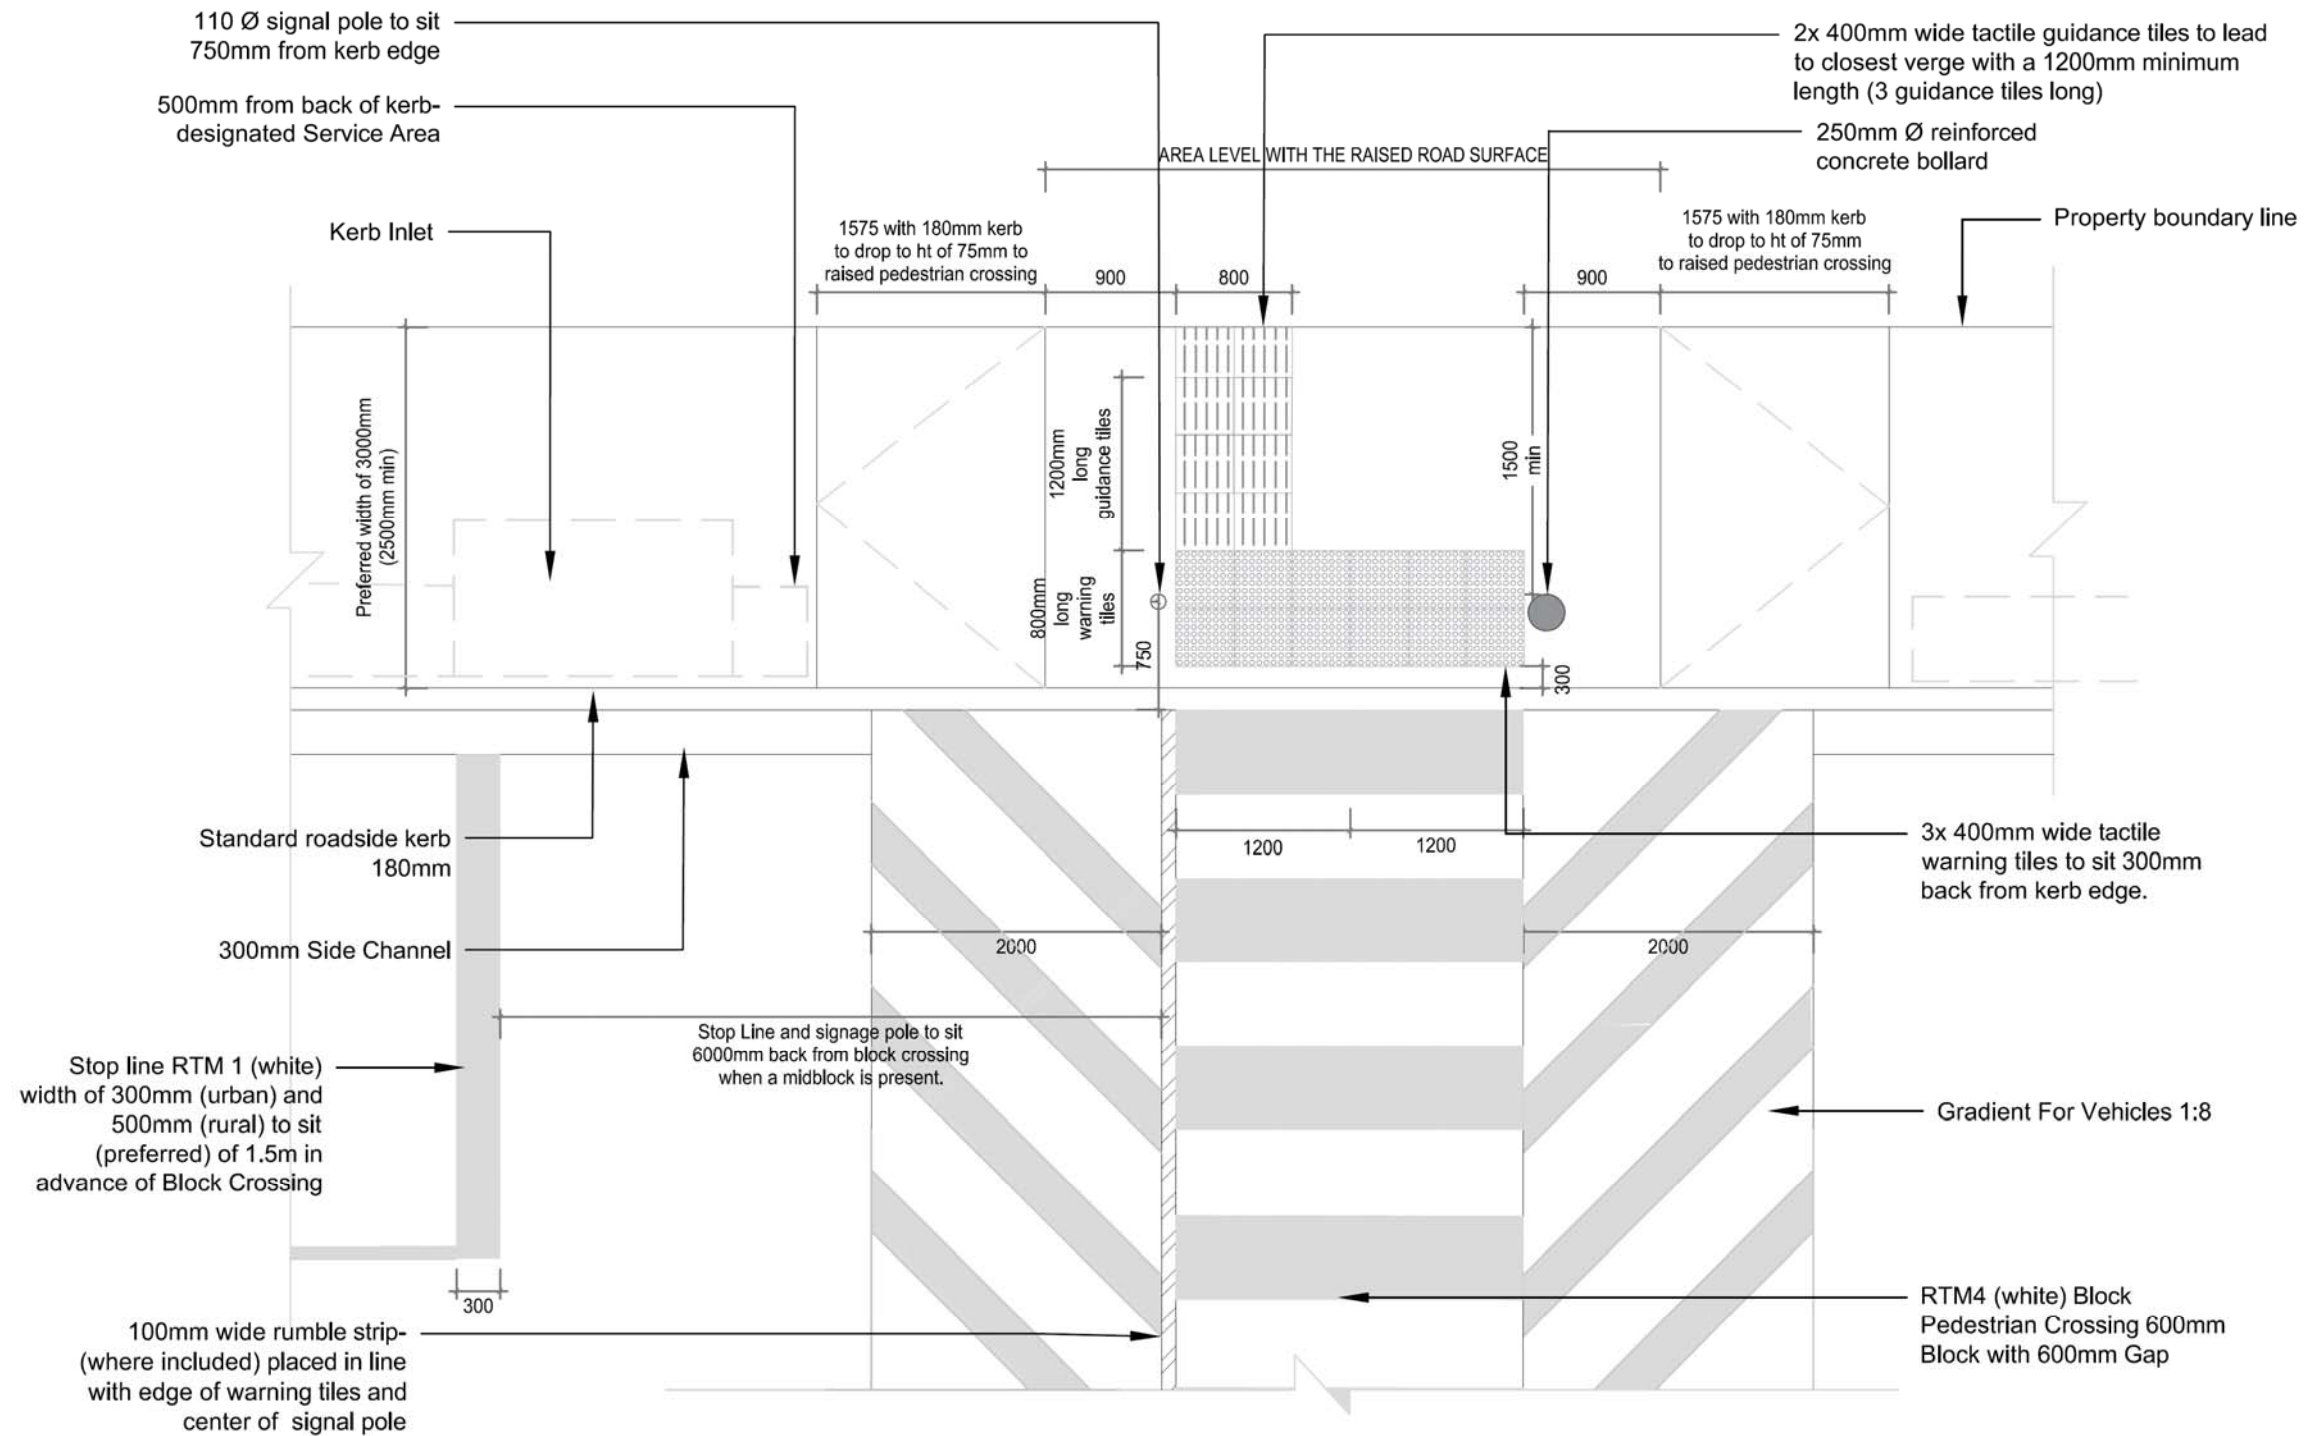 110 Ø signal pole to sit
750mm from kerb edge
500mm from back of kerb-
designated Service Area
Kerb Inlet
2x 400mm wide tactile guidance tiles to lead
to closest verge with a 1200mm minimum
length (3 guidance tiles long)
250mm Ø reinforced
concrete bollard
Property boundary line
AREA LEVEL WITH THE RAISED ROAD SURFACE
1575 with 180mm kerb
to drop to ht of 75mm to
raised pedestrian crossing
900
800
900
1575 with 180mm kerb
to drop to ht of 75mm
to raised pedestrian crossing
Preferred width of 3000mm
(2500mm min)
1200mm
long
guidance tiles
800mm
long
warning
tiles
750
1500
min
300
Standard roadside kerb
180mm
300mm Side Channel
1200
1200
3x 400mm wide tactile
warning tiles to sit 300mm
back from kerb edge.
2000
2000
Stop Line and signage pole to sit
6000mm back from block crossing
when a midblock is present.
Stop line RTM 1 (white)
width of 300mm (urban) and
500mm (rural) to sit
(preferred) of 1.5m in
advance of Block Crossing
Gradient For Vehicles 1:8
300
100mm wide rumble strip-
(where included) placed in line
with edge of warning tiles and
center of signal pole
RTM4 (white) Block
Pedestrian Crossing 600mm
Block with 600mm Gap